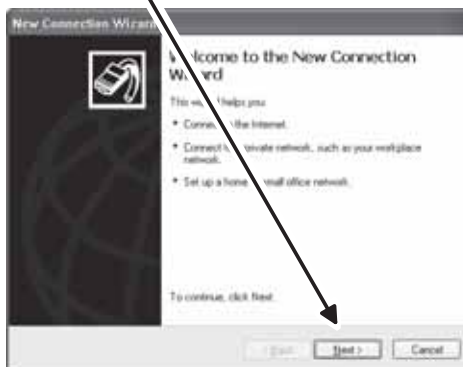 New Connection
Welcome to the New Connection
Wizard
This wizard helps you:
* Connect to the Internet.
* Connect to a private network, such as your workplace
network.
* Set up a home or small office network.
To continue, click Next.
< Back Next > Cancel